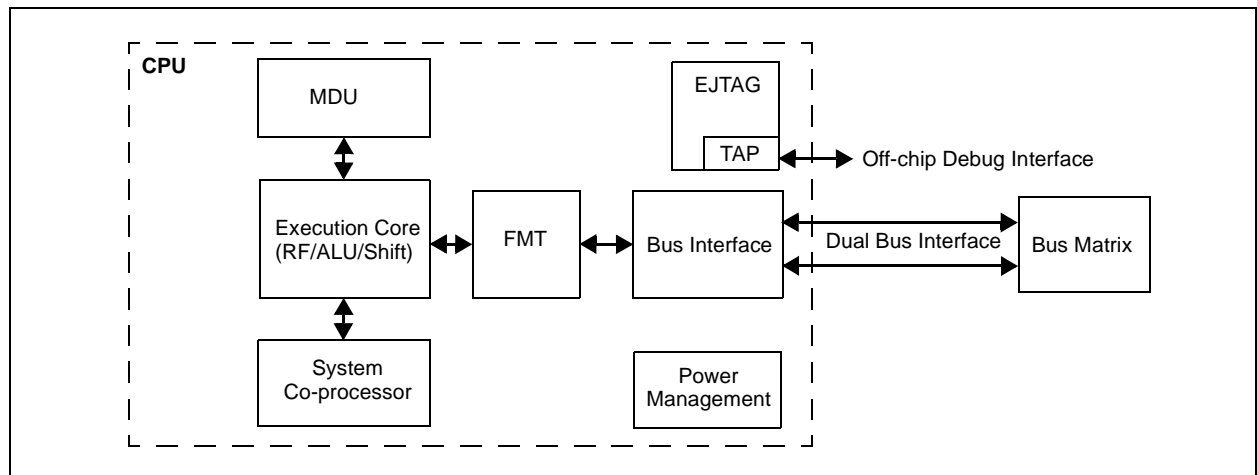 CPU
MDU
EJTAG
TAP
Off-chip Debug Interface
Execution Core
(RF/ALU/Shift)
FMT
Bus Interface
Dual Bus Interface
Bus Matrix
System
Co-processor
Power
Management